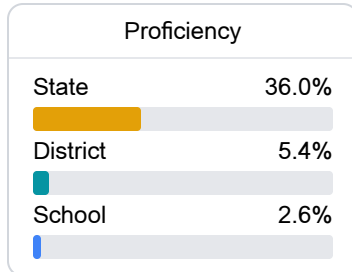 Proficiency
State 36.0%
District 5.4%
School 2.6%